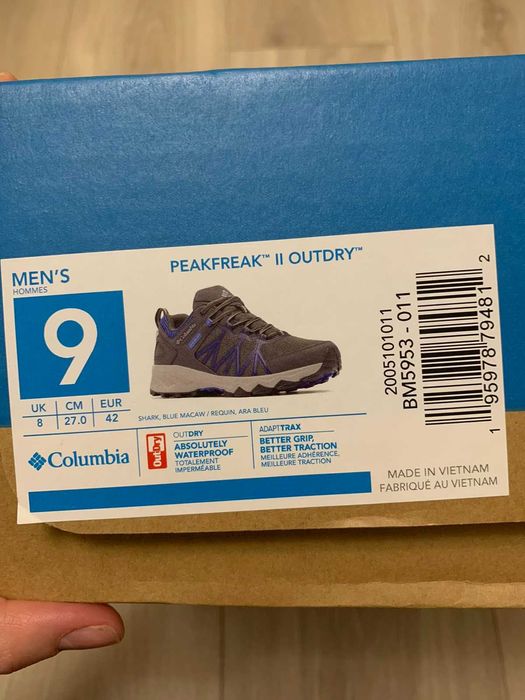 MEN'S
HOMMES
PEAKFREAK™ II OUTDRY™
9
UK CM EUR
8 27.0 42
SHARK, BLUE MACAW / REQUIN, ARA BLEU
Columbia
OutDry
OUTDRY
ABSOLUTELY
WATERPROOF
TOTALEMENT
IMPERMÉABLE
ADAPTTRAX
BETTER GRIP,
BETTER TRACTION
MEILLEURE ADHÉRENCE,
MEILLEURE TRACTION
2005101011
BM5953 - 011
1 95978 79481 2
MADE IN VIETNAM
FABRIQUÉ AU VIETNAM